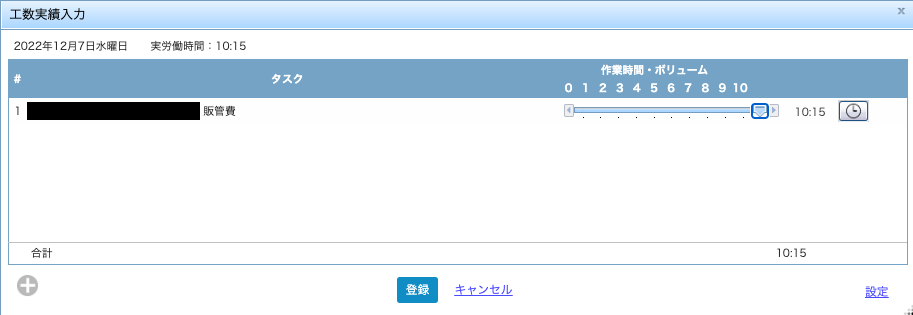 工数実績入力
x
2022年12月7日水曜日 実労働時間：10:15
# タスク 作業時間・ボリューム
0 1 2 3 4 5 6 7 8 9 10
1 販管費 10:15
合計 10:15
登録 キャンセル 設定